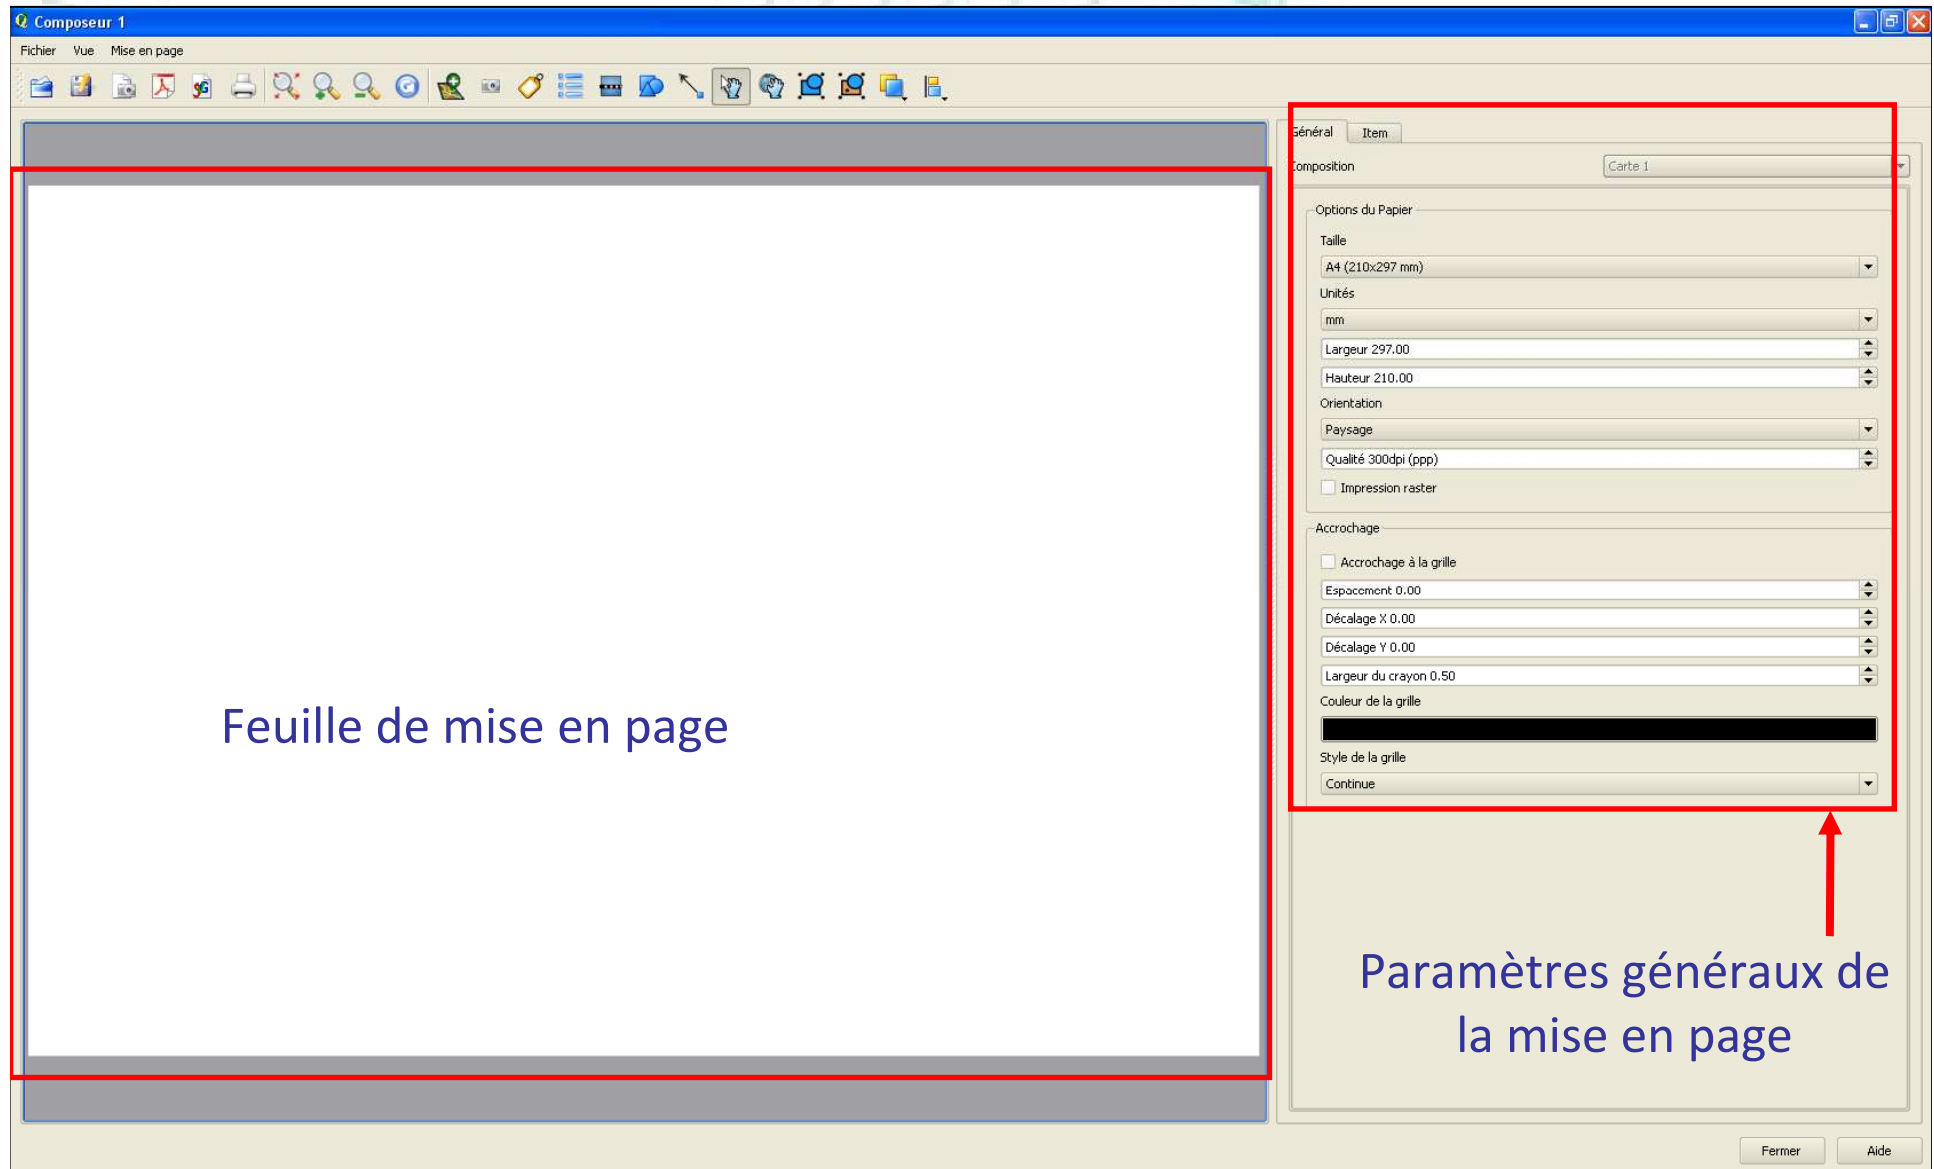 Composeur 1
Fichier Vue Mise en page
Général Item
Composition Carte 1
Options du Papier
Taille
A4 (210x297 mm)
Unités
mm
Largeur 297.00
Hauteur 210.00
Orientation
Paysage
Qualité 300dpi (ppp)
Impression raster
Accrochage
Accrochage à la grille
Espacement 0.00
Décalage X 0.00
Décalage Y 0.00
Largeur du crayon 0.50
Couleur de la grille
Style de la grille
Continue
Feuille de mise en page
Paramètres généraux de
la mise en page
Fermer Aide